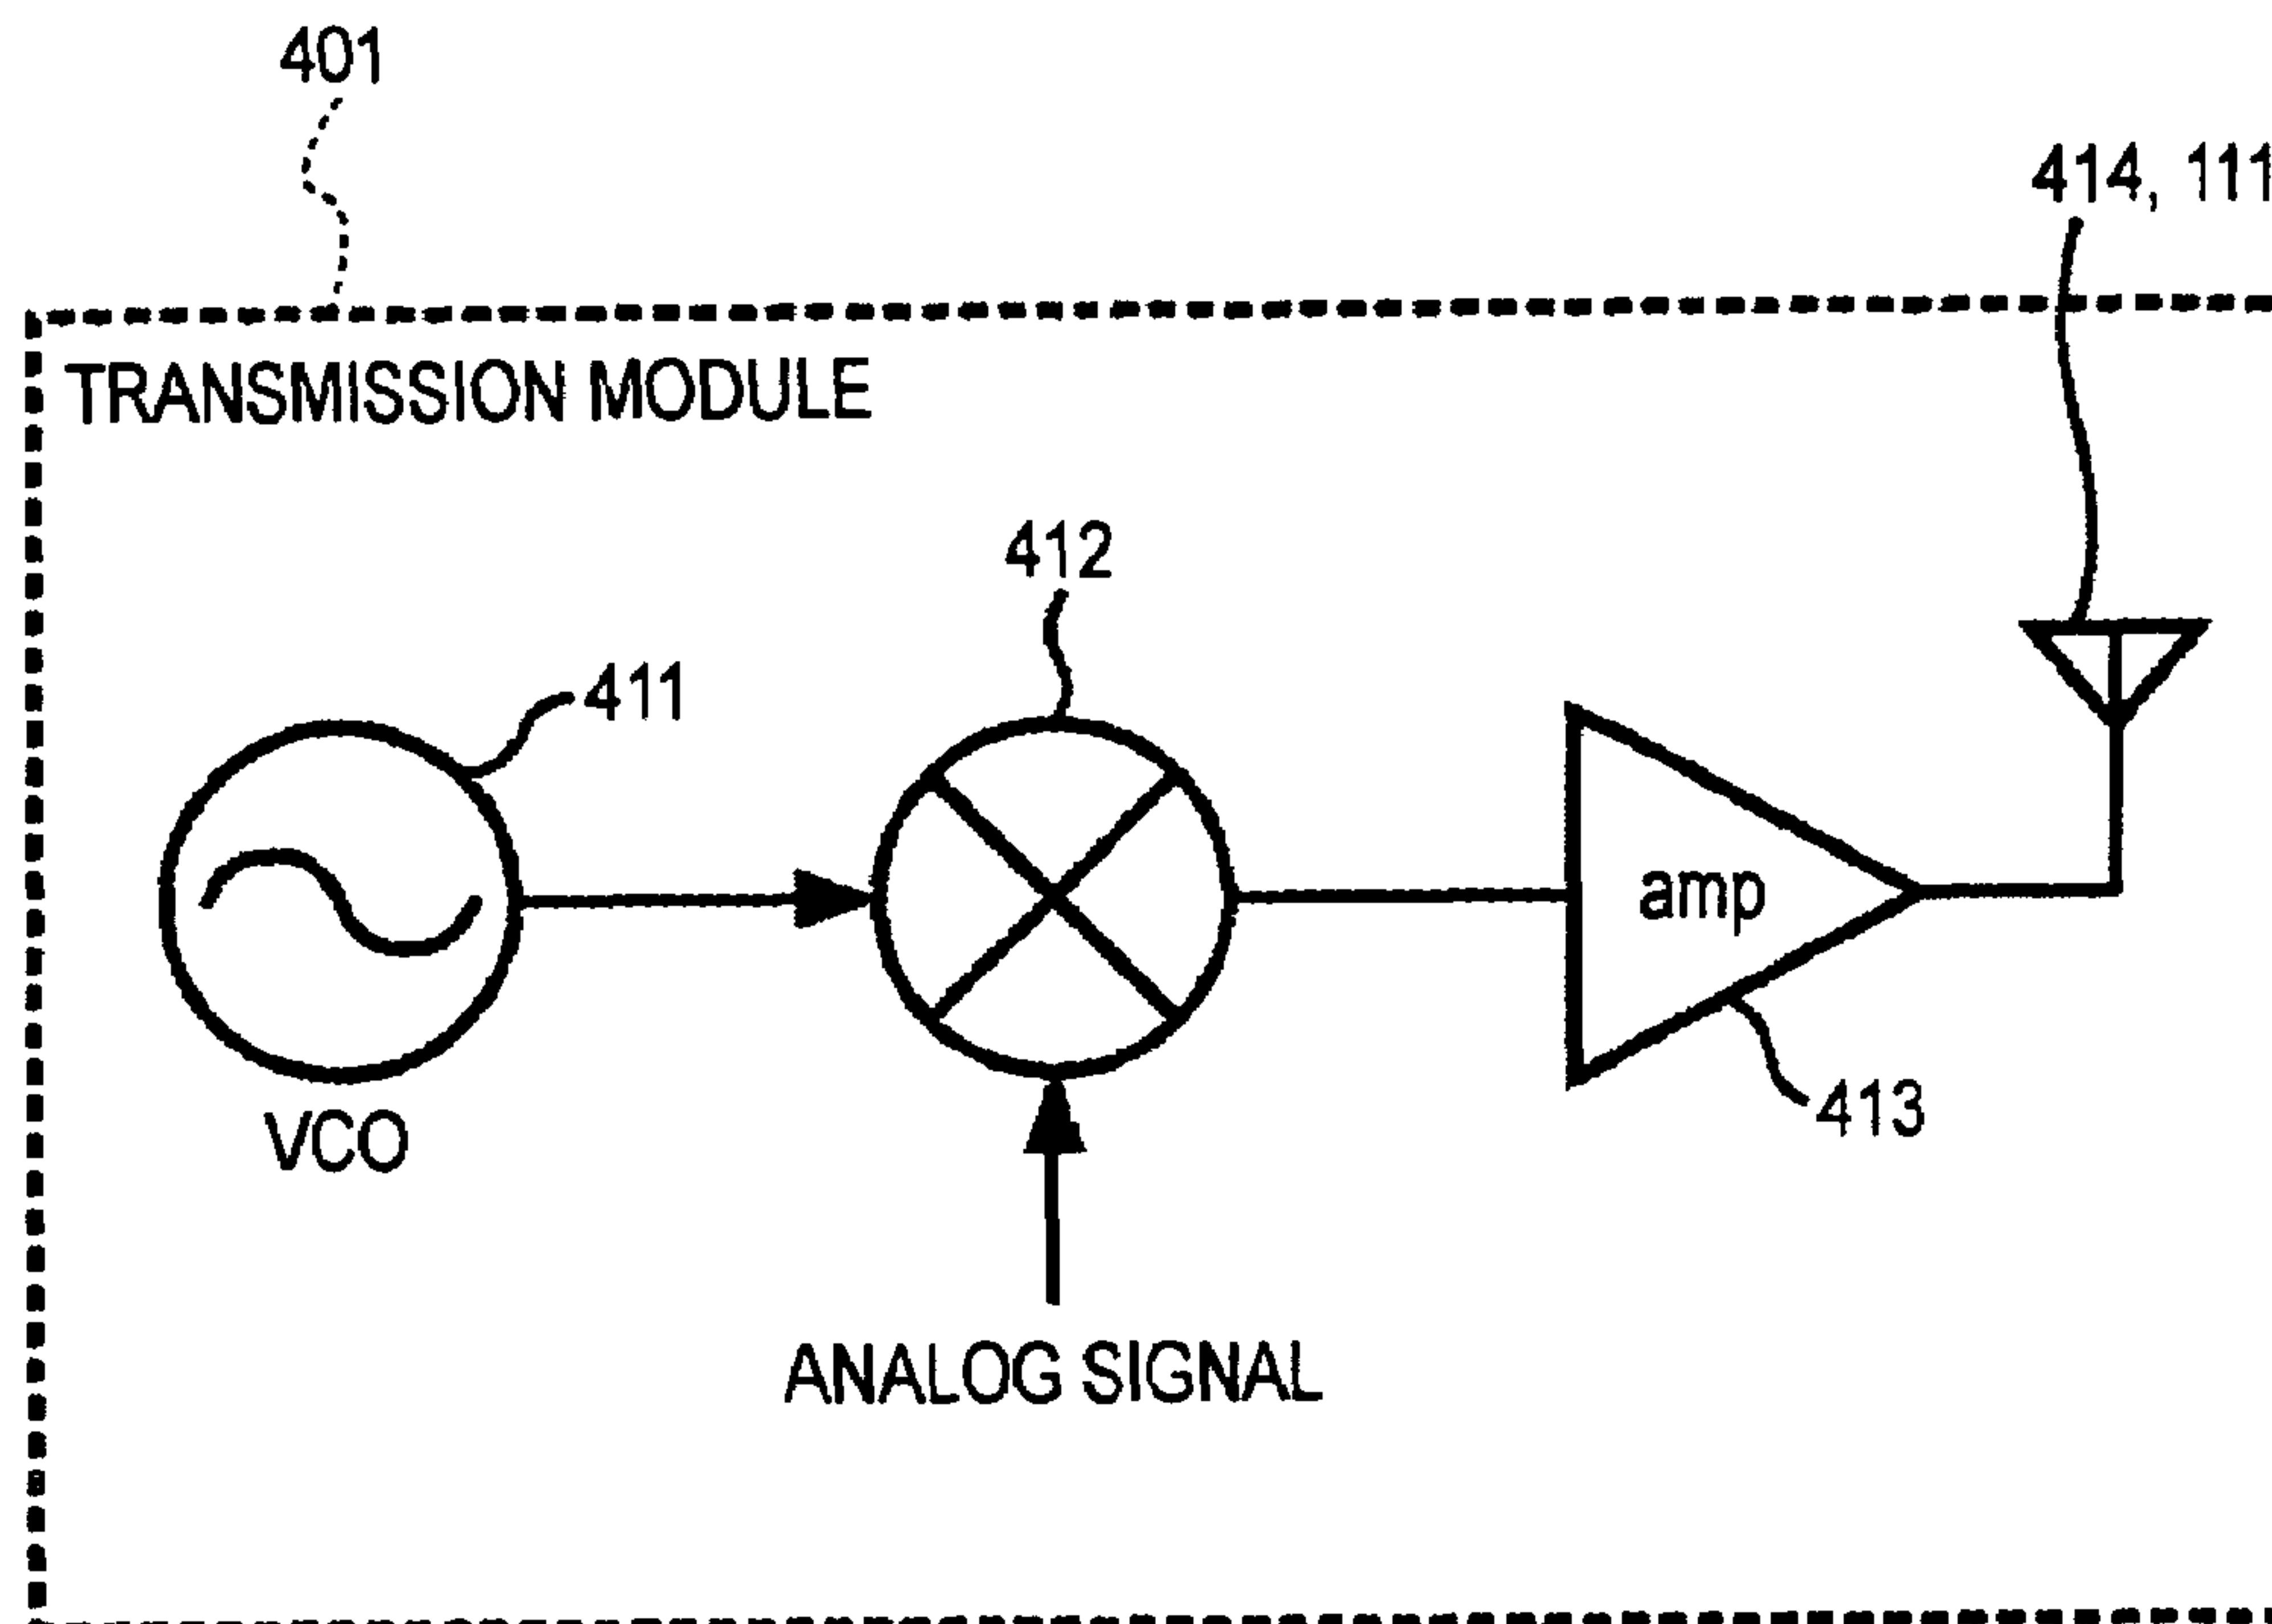 401
414, 111
TRANSMISSION MODULE
412
411
amp
413
VCO
ANALOG SIGNAL